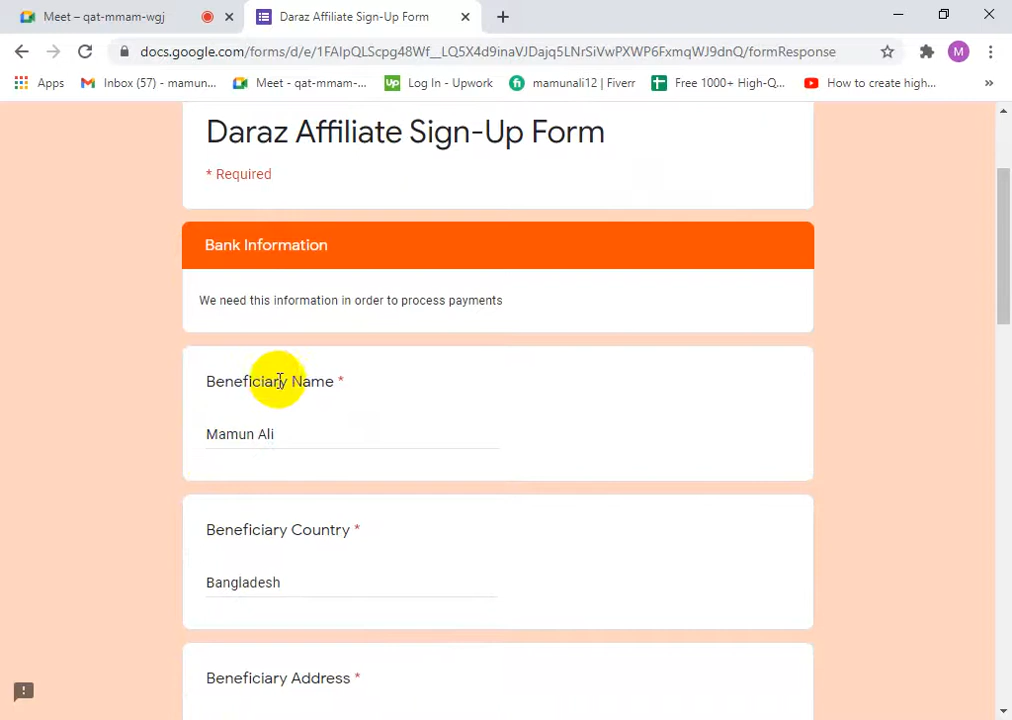 Meet – qat-mmam-wgj
Daraz Affiliate Sign-Up Form
docs.google.com/forms/d/e/1FAIpQLScpg48Wf__LQ5X4d9inaVJDajq5LNrSiVwPXWP6FxmqWJ9dnQ/formResponse
M
Apps
Inbox (57) - mamun...
Meet - qat-mmam-...
up
Log In - Upwork
fi
mamunali12 | Fiverr
Free 1000+ High-Q...
How to create high...
»
Daraz Affiliate Sign-Up Form
* Required
Bank Information
We need this information in order to process payments
Beneficiary Name *
Mamun Ali
Beneficiary Country *
Bangladesh
Beneficiary Address *